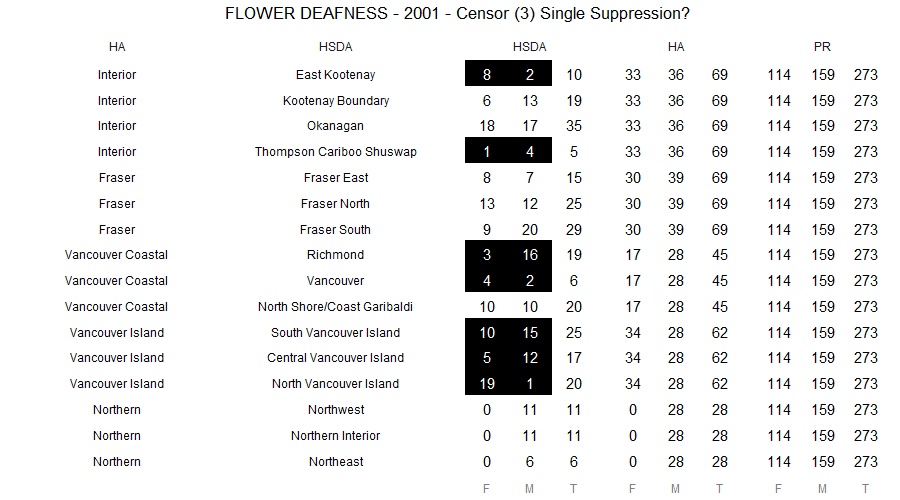 FLOWER DEAFNESS - 2001 - Censor (3) Single Suppression?
HA HSDA HSDA HA PR
Interior East Kootenay 8 2 10 33 36 69 114 159 273
Interior Kootenay Boundary 6 13 19 33 36 69 114 159 273
Interior Okanagan 18 17 35 33 36 69 114 159 273
Interior Thompson Cariboo Shuswap 1 4 5 33 36 69 114 159 273
Fraser Fraser East 8 7 15 30 39 69 114 159 273
Fraser Fraser North 13 12 25 30 39 69 114 159 273
Fraser Fraser South 9 20 29 30 39 69 114 159 273
Vancouver Coastal Richmond 3 16 19 17 28 45 114 159 273
Vancouver Coastal Vancouver 4 2 6 17 28 45 114 159 273
Vancouver Coastal North Shore/Coast Garibaldi 10 10 20 17 28 45 114 159 273
Vancouver Island South Vancouver Island 10 15 25 34 28 62 114 159 273
Vancouver Island Central Vancouver Island 5 12 17 34 28 62 114 159 273
Vancouver Island North Vancouver Island 19 1 20 34 28 62 114 159 273
Northern Northwest 0 11 11 0 28 28 114 159 273
Northern Northern Interior 0 11 11 0 28 28 114 159 273
Northern Northeast 0 6 6 0 28 28 114 159 273
F M T F M T F M T